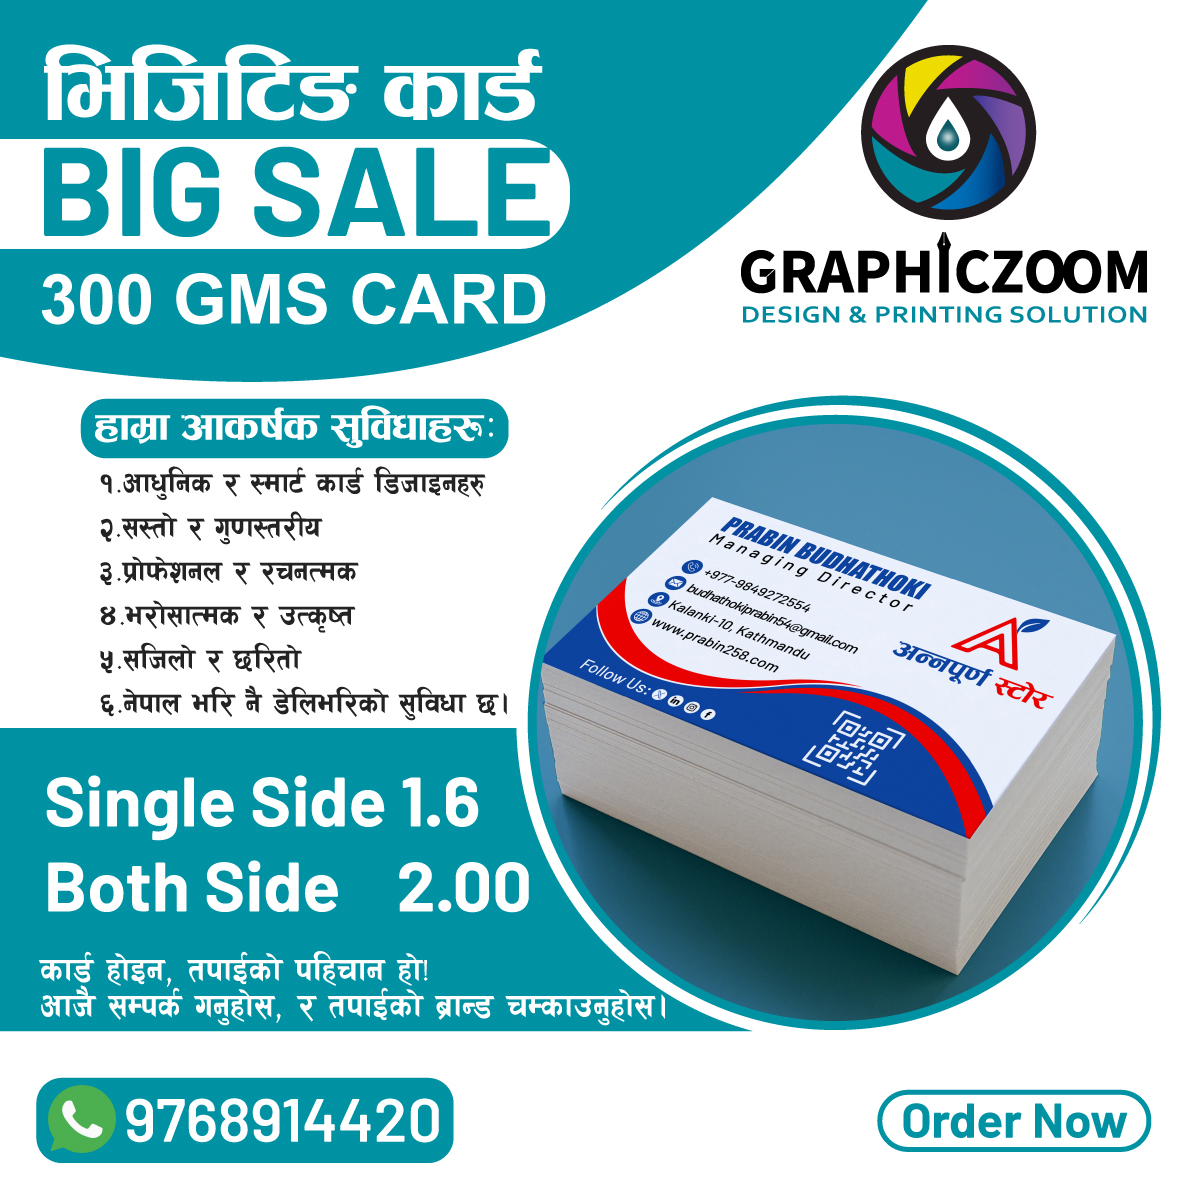 भिजिटिङ कार्ड
BIG SALE
300 GMS CARD
GRAPHICZOOM
DESIGN & PRINTING SOLUTION
हाम्रा आकर्षक सुविधाहरू:
१.आधुनिक र स्मार्ट कार्ड डिजाइनहरु
२.सस्तो र गुणस्तरीय
३.प्रोफेशनल र रचनत्मक
४.भरोसात्मक र उत्कृष्त
५.सजिलो र छरितो
६.नेपाल भरि नै डेलिभरिको सुविधा छ।
PRABIN BUDHATHOKI
Managing Director
+977-9849272554
budhathokiprabin54@gmail.com
Kalanki-10, Kathmandu
www.prabin258.com
Follow Us:
अन्नपूर्ण
स्टोर
Single Side 1.6
Both Side 2.00
कार्ड होइन, तपाईको पहिचान हो!
आजै सम्पर्क गनुहोस, र तपाईको ब्रान्ड चम्काउनुहोस।
9768914420
Order Now